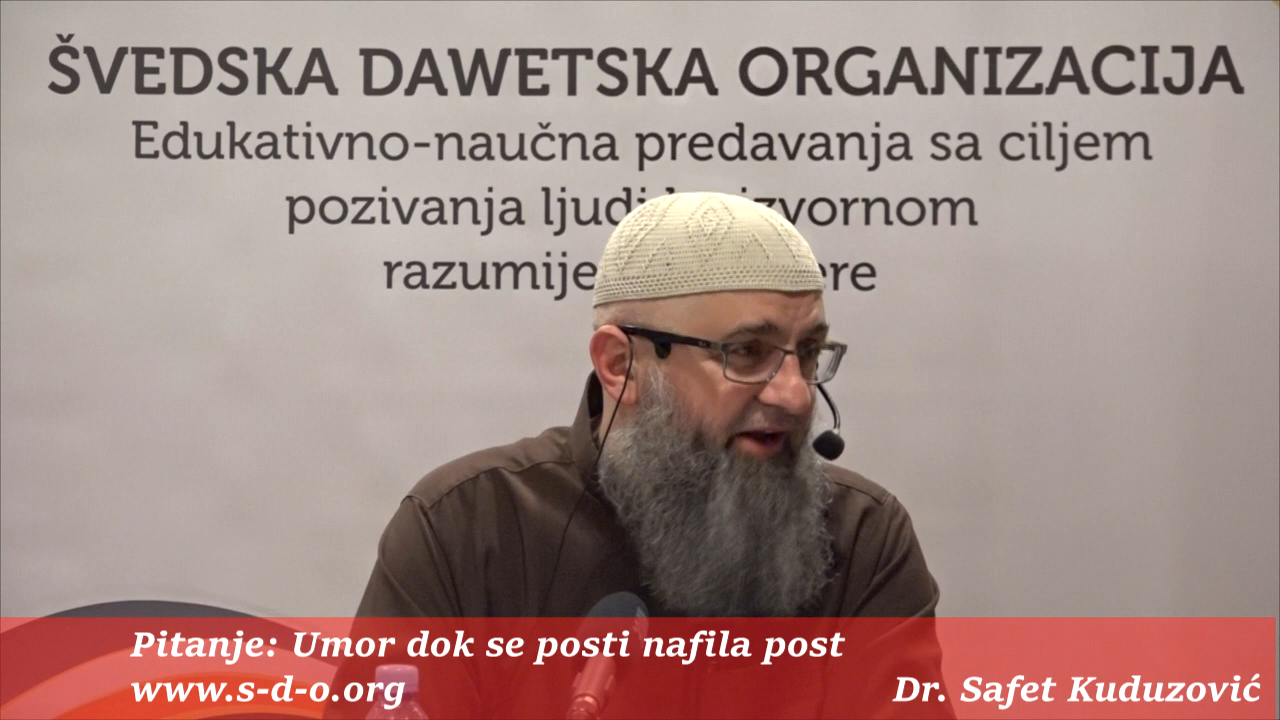 ŠVEDSKA DAWETSKA ORGANIZACIJA
Edukativno-naučna predavanja sa ciljem
pozivanja
Pitanje: Umor dok se posti nafila post
www.s-d-o.org
Dr. Safet Kuduzović